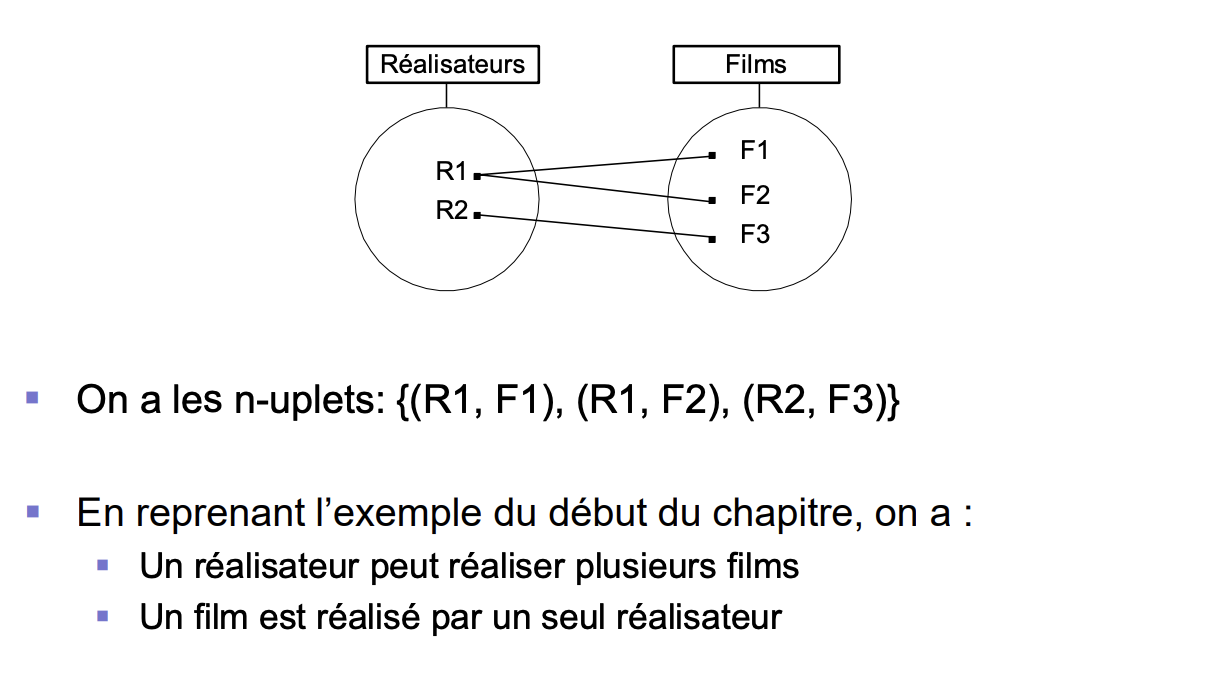 Réalisateurs Films
R1 F1
R2 F2
F3
On a les n-uplets: {(R1, F1), (R1, F2), (R2, F3)}
En reprenant l’exemple du début du chapitre, on a :
Un réalisateur peut réaliser plusieurs films
Un film est réalisé par un seul réalisateur